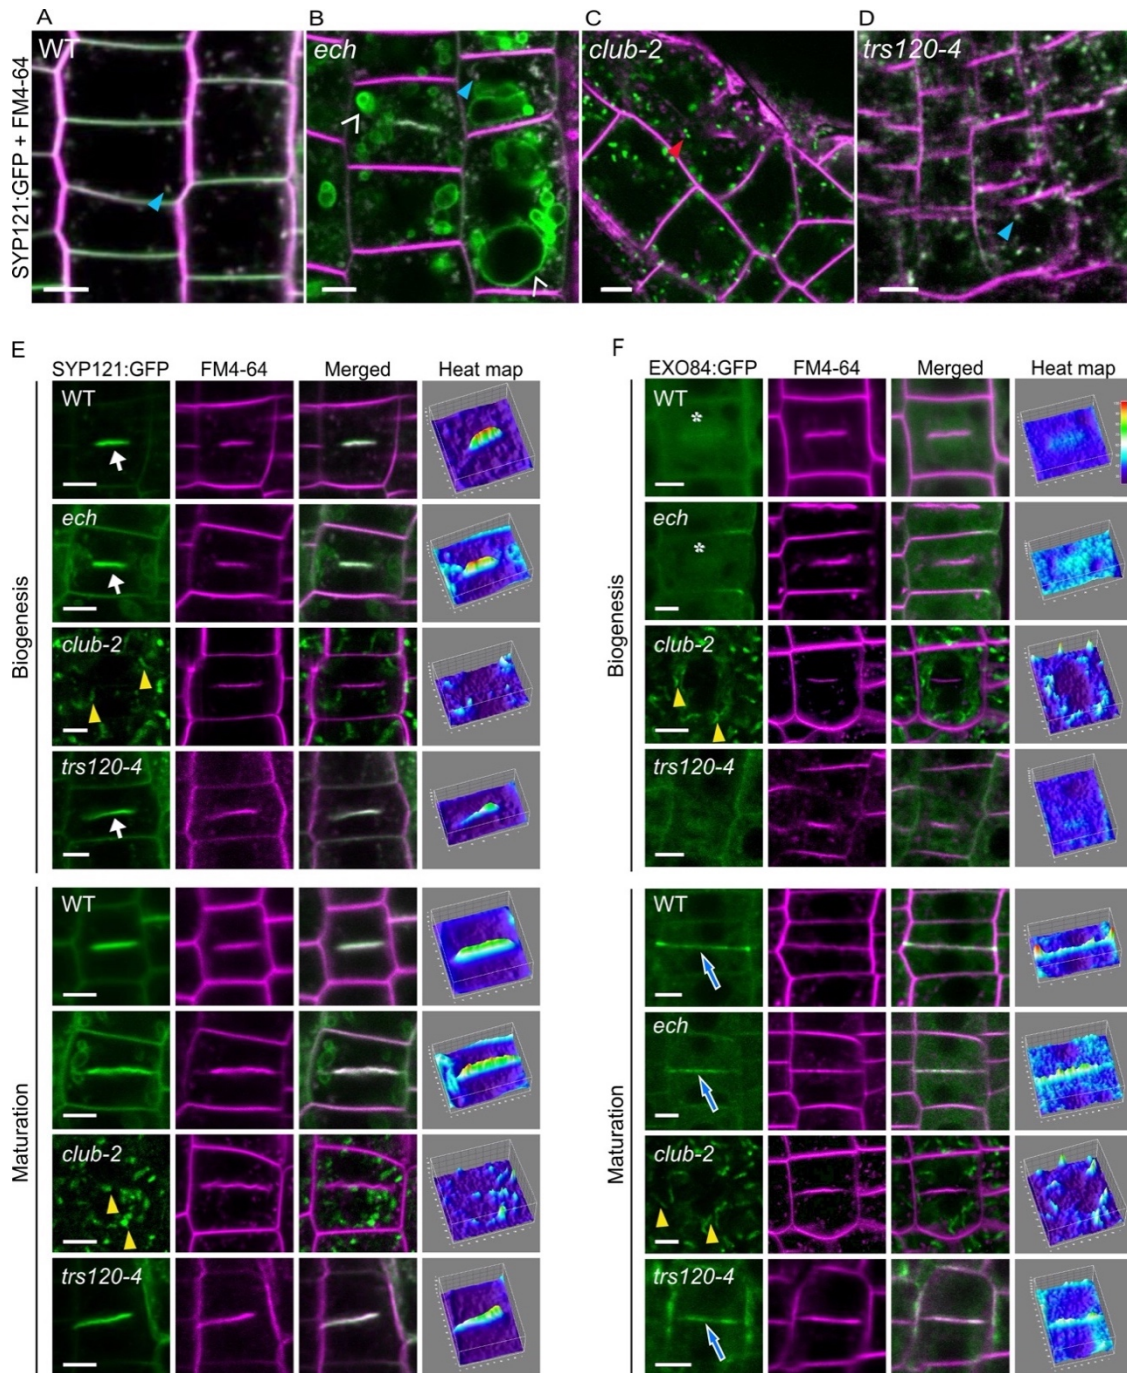 A B C D
WT ech club-2 trs120-4
SYP121:GFP + FM4-64
E
SYP121:GFP FM4-64 Merged Heat map
Biogenesis
WT
ech
club-2
trs120-4
Maturation
WT
ech
club-2
trs120-4
F
EXO84:GFP FM4-64 Merged Heat map
Biogenesis
WT
*
ech
*
club-2
trs120-4
Maturation
WT
ech
club-2
trs120-4